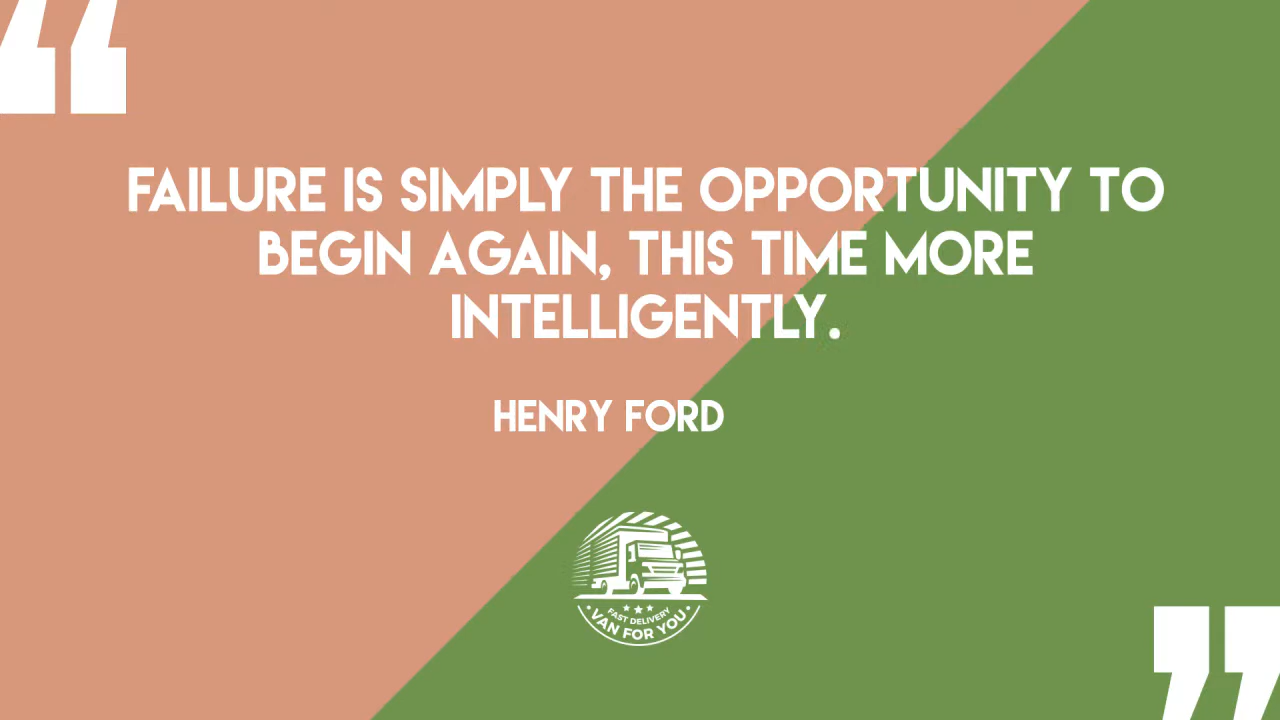 “
FAILURE IS SIMPLY THE OPPORTUNITY TO
BEGIN AGAIN, THIS TIME MORE
INTELLIGENTLY.
HENRY FORD
FAST DELIVERY
VAN FOR YOU
”